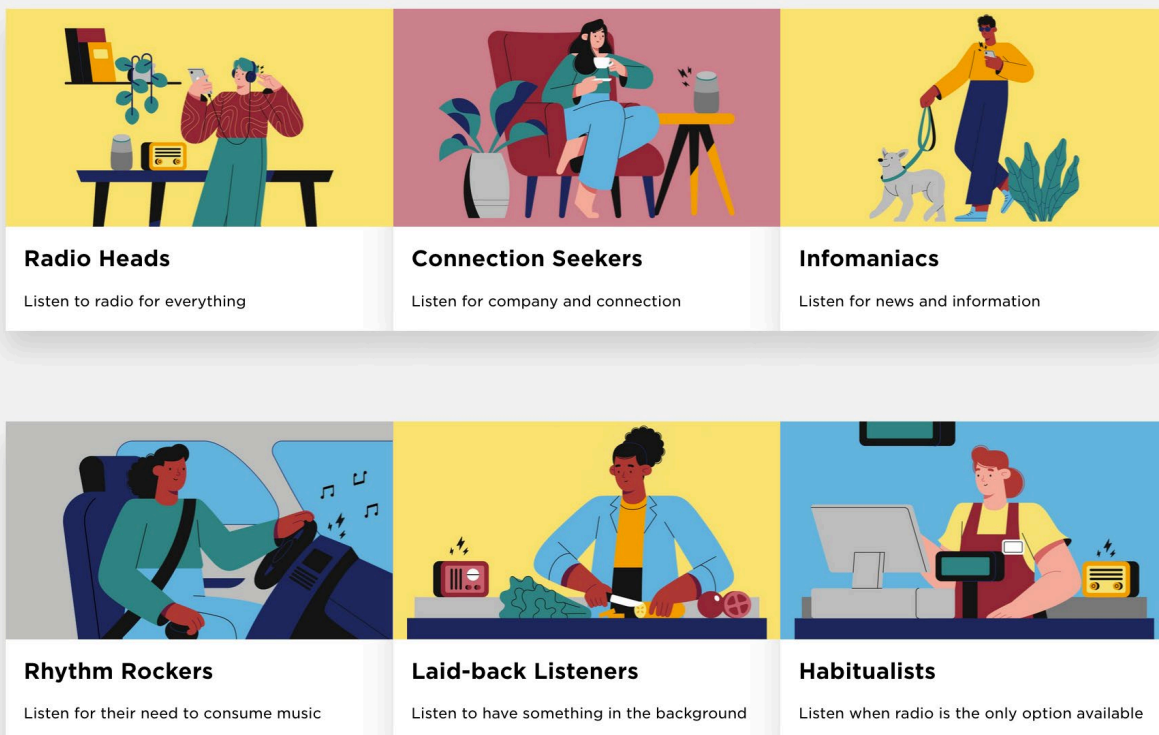 Radio Heads
Listen to radio for everything
Connection Seekers
Listen for company and connection
Infomaniacs
Listen for news and information
Rhythm Rockers
Listen for their need to consume music
Laid-back Listeners
Listen to have something in the background
Habitualists
Listen when radio is the only option available